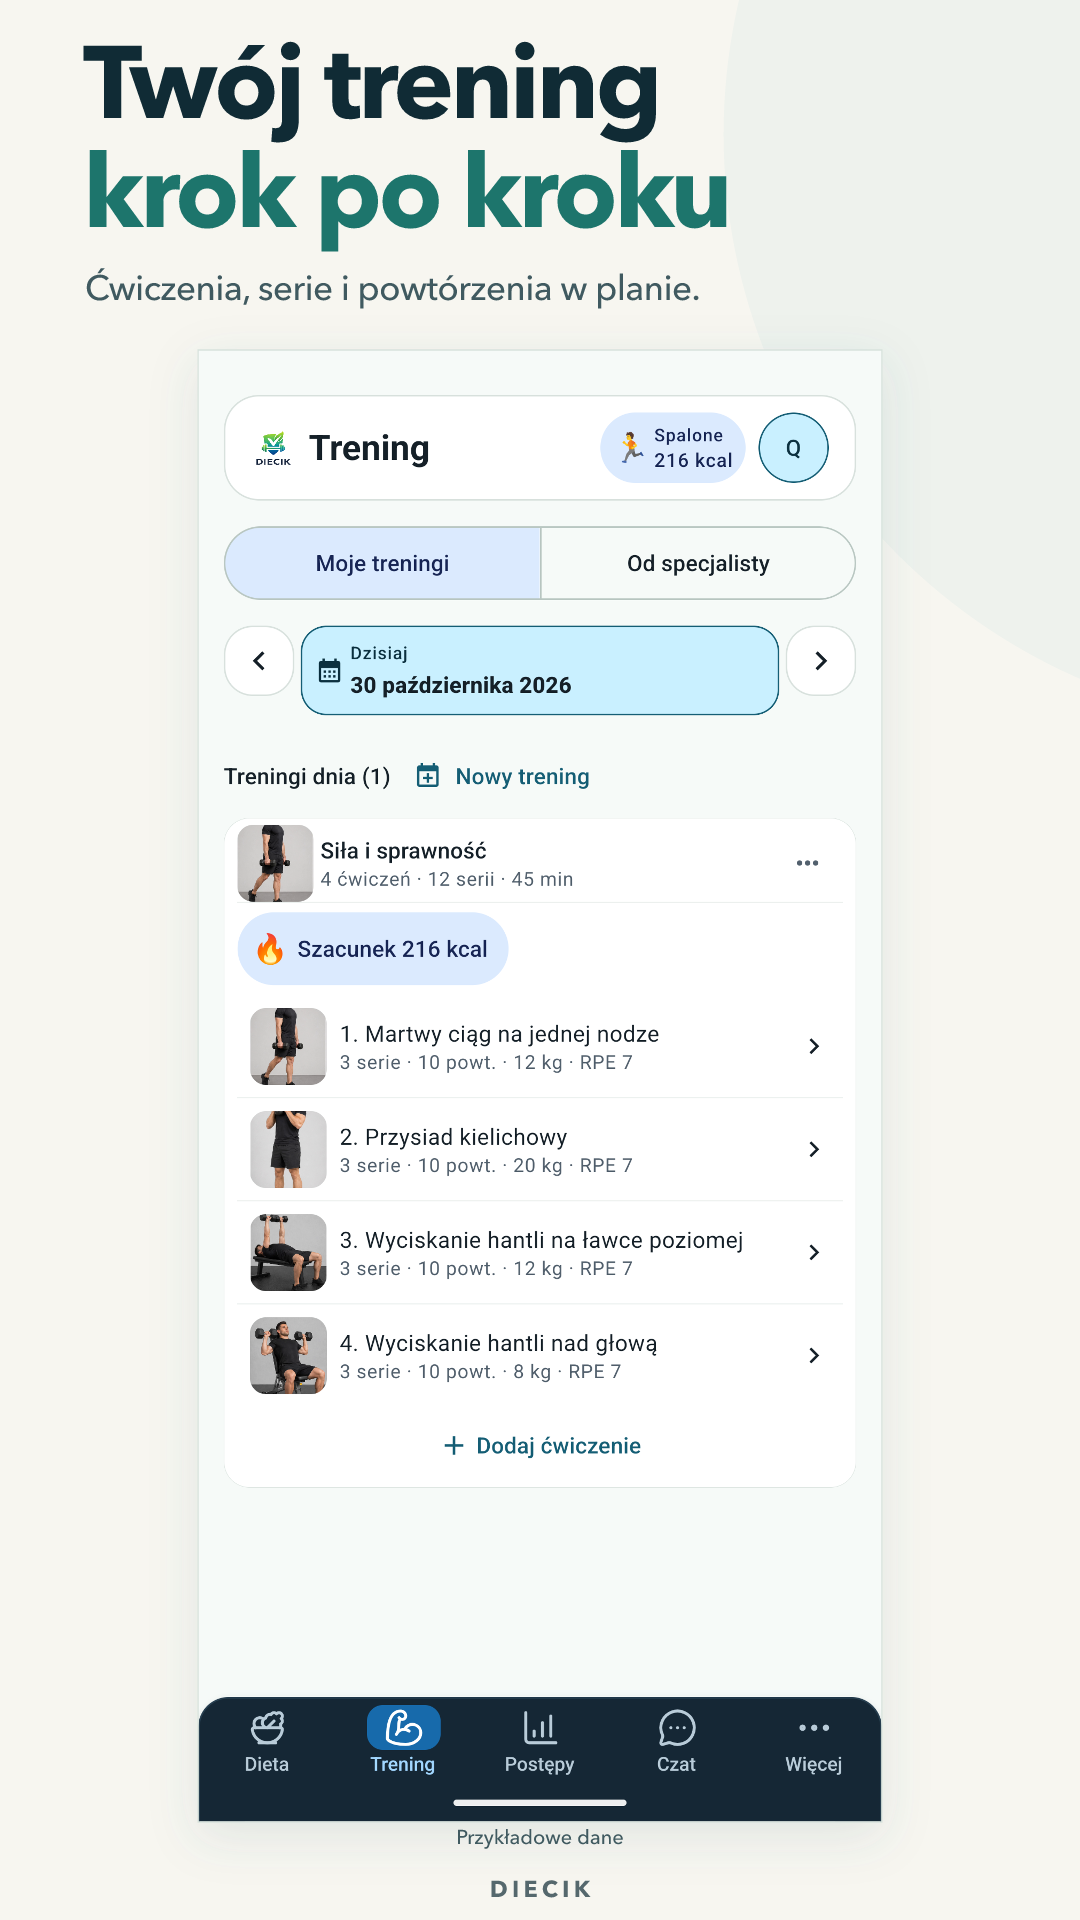 Twój trening
krok po kroku
Ćwiczenia, serie i powtórzenia w planie.
DIECIK
Trening
Spalone
216 kcal
Q
Moje treningi
Od specjalisty
Dzisiaj
30 października 2026
Treningi dnia (1)
Nowy trening
Siła i sprawność
4 ćwiczeń · 12 serii · 45 min
Szacunek 216 kcal
1. Martwy ciąg na jednej nodze
3 serie · 10 powt. · 12 kg · RPE 7
2. Przysiad kielichowy
3 serie · 10 powt. · 20 kg · RPE 7
3. Wyciskanie hantli na ławce poziomej
3 serie · 10 powt. · 12 kg · RPE 7
4. Wyciskanie hantli nad głową
3 serie · 10 powt. · 8 kg · RPE 7
+ Dodaj ćwiczenie
Dieta
Trening
Postępy
Czat
Więcej
Przykładowe dane
DIECIK